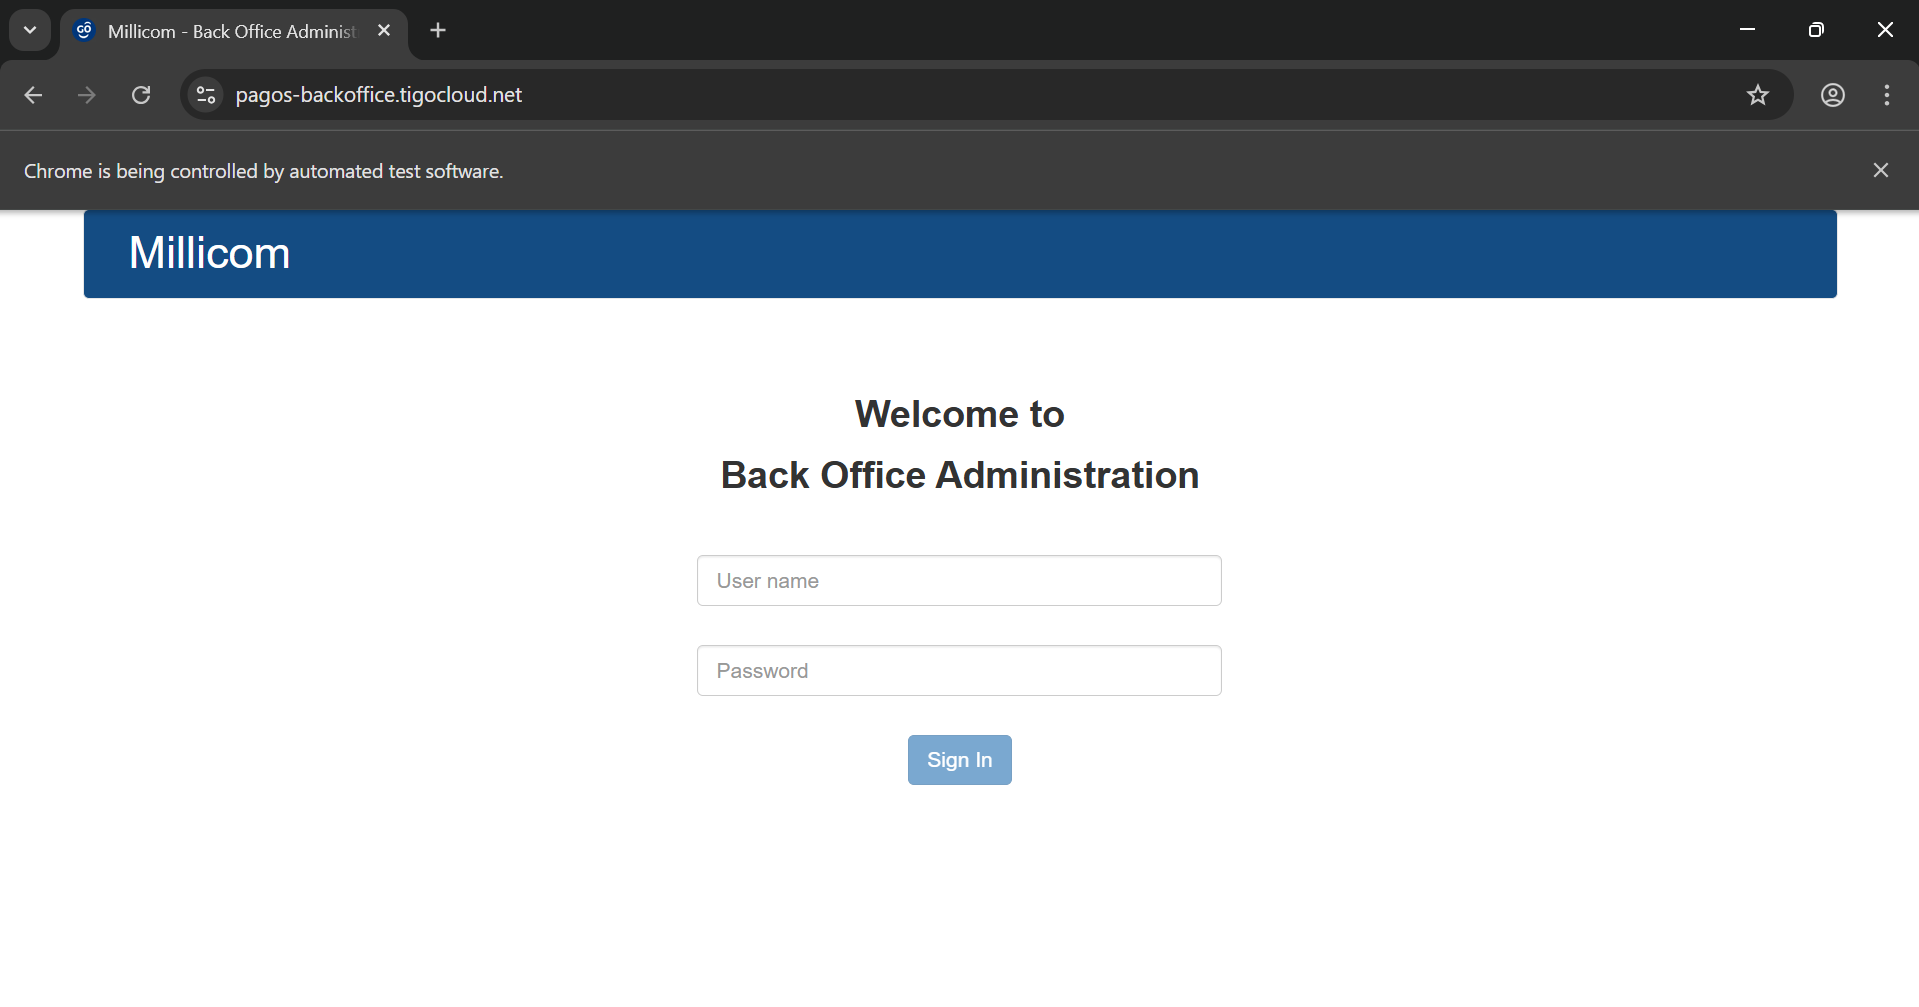 GO
Millicom - Back Office Administ
pagos-backoffice.tigocloud.net
Chrome is being controlled by automated test software.
Millicom
Welcome to
Back Office Administration
User name
Password
Sign In